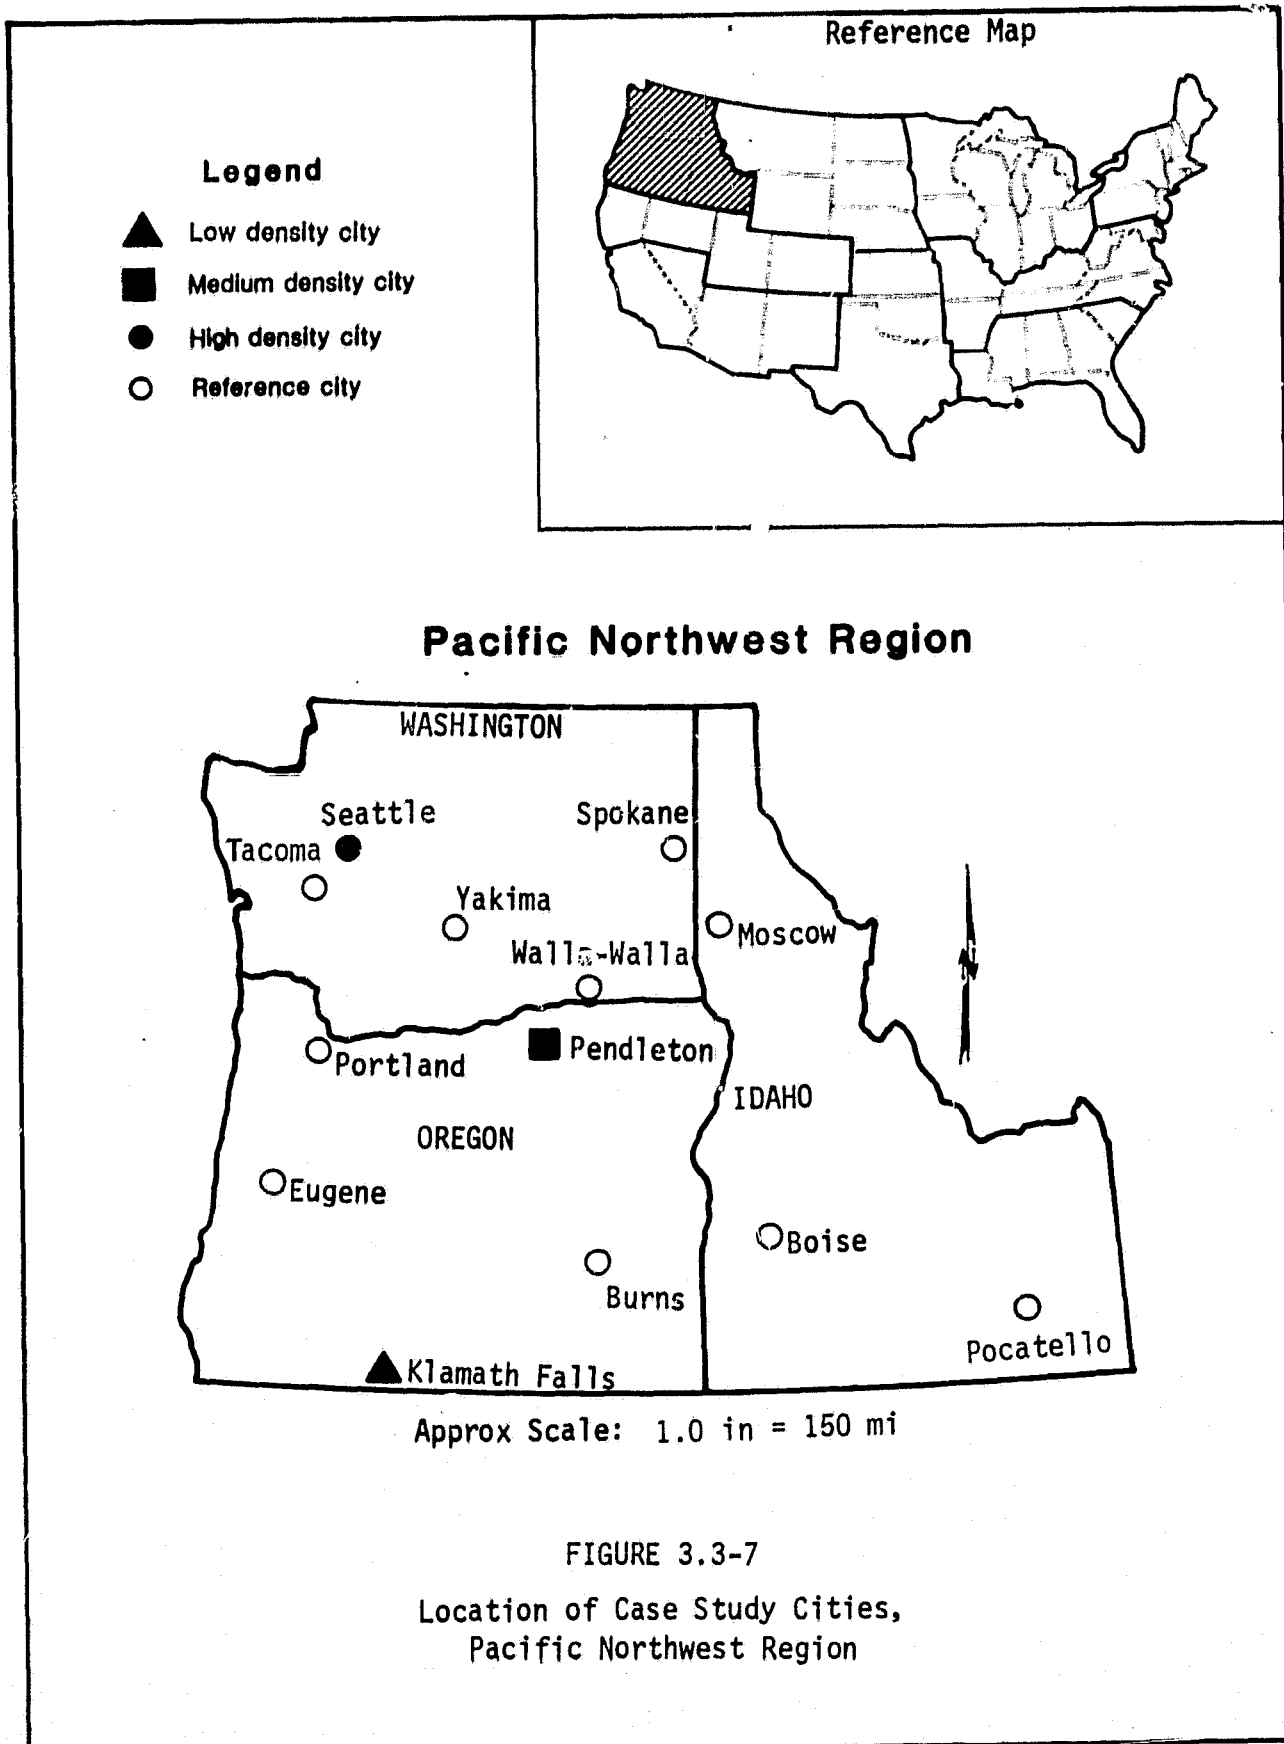 Reference Map
Legend
Low density city
Medium density city
High density city
Reference city
Pacific Northwest Region
WASHINGTON
Seattle
Spokane
Tacoma
Yakima
Moscow
Walla-Walla
Portland
Pendleton
IDAHO
OREGON
Eugene
Boise
Burns
Pocatello
Klamath Falls
Approx Scale: 1.0 in = 150 mi
FIGURE 3.3-7
Location of Case Study Cities,
Pacific Northwest Region